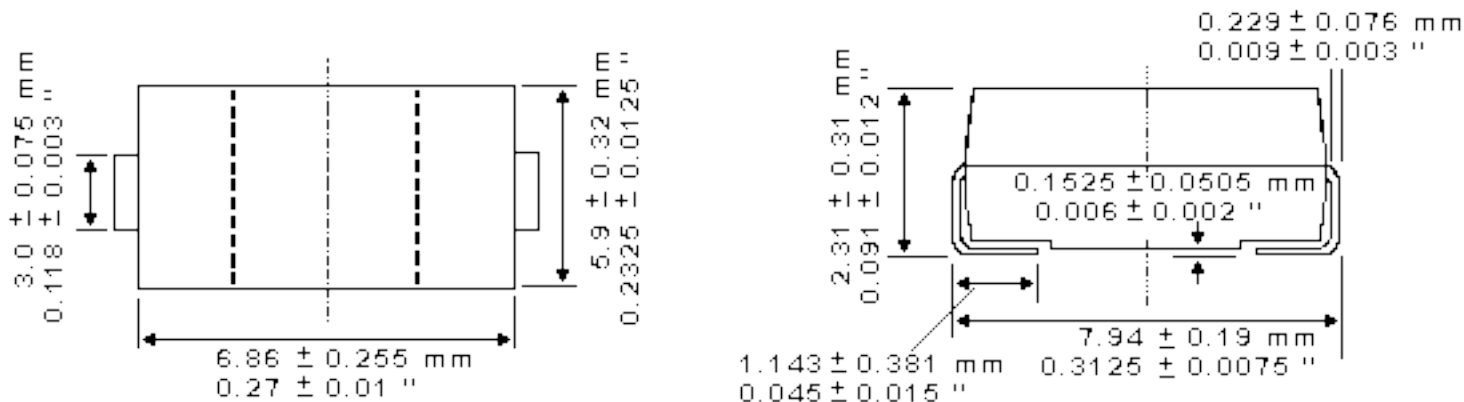 3.0 ± 0.075 mm
0.118 ± 0.003 "
5.9 ± 0.32 mm
0.2325 ± 0.0125 "
6.86 ± 0.255 mm
0.27 ± 0.01 "
0.229 ± 0.076 mm
0.009 ± 0.003 "
2.31 ± 0.31 mm
0.091 ± 0.012 "
0.1525 ± 0.0505 mm
0.006 ± 0.002 "
1.143 ± 0.381 mm
0.045 ± 0.015 "
7.94 ± 0.19 mm
0.3125 ± 0.0075 "